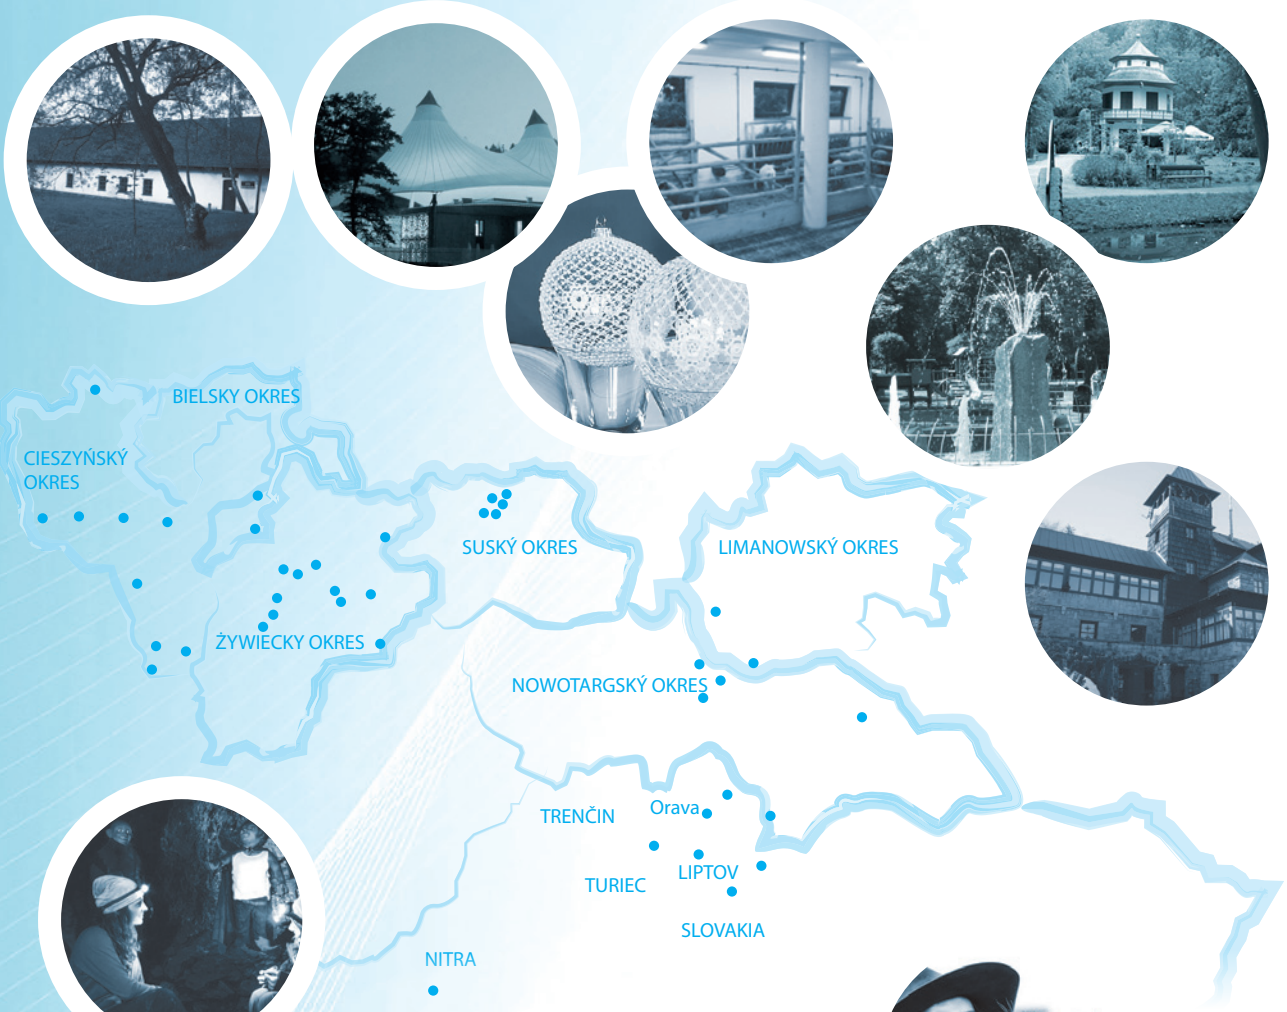 BIELSKY OKRES
CIESZYŃSKÝ
OKRES
SUSKÝ OKRES
LIMANOWSKÝ OKRES
ŻYWIECKY OKRES
NOWOTARGSKÝ OKRES
TRENČIN
Orava
LIPTOV
TURIEC
SLOVAKIA
NITRA